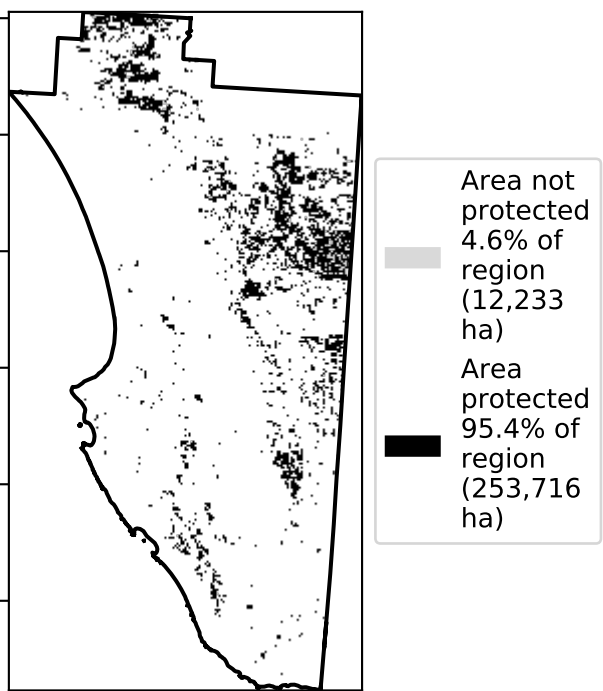 Area not
protected
4.6% of
region
(12,233
ha)
Area
protected
95.4% of
region
(253,716
ha)